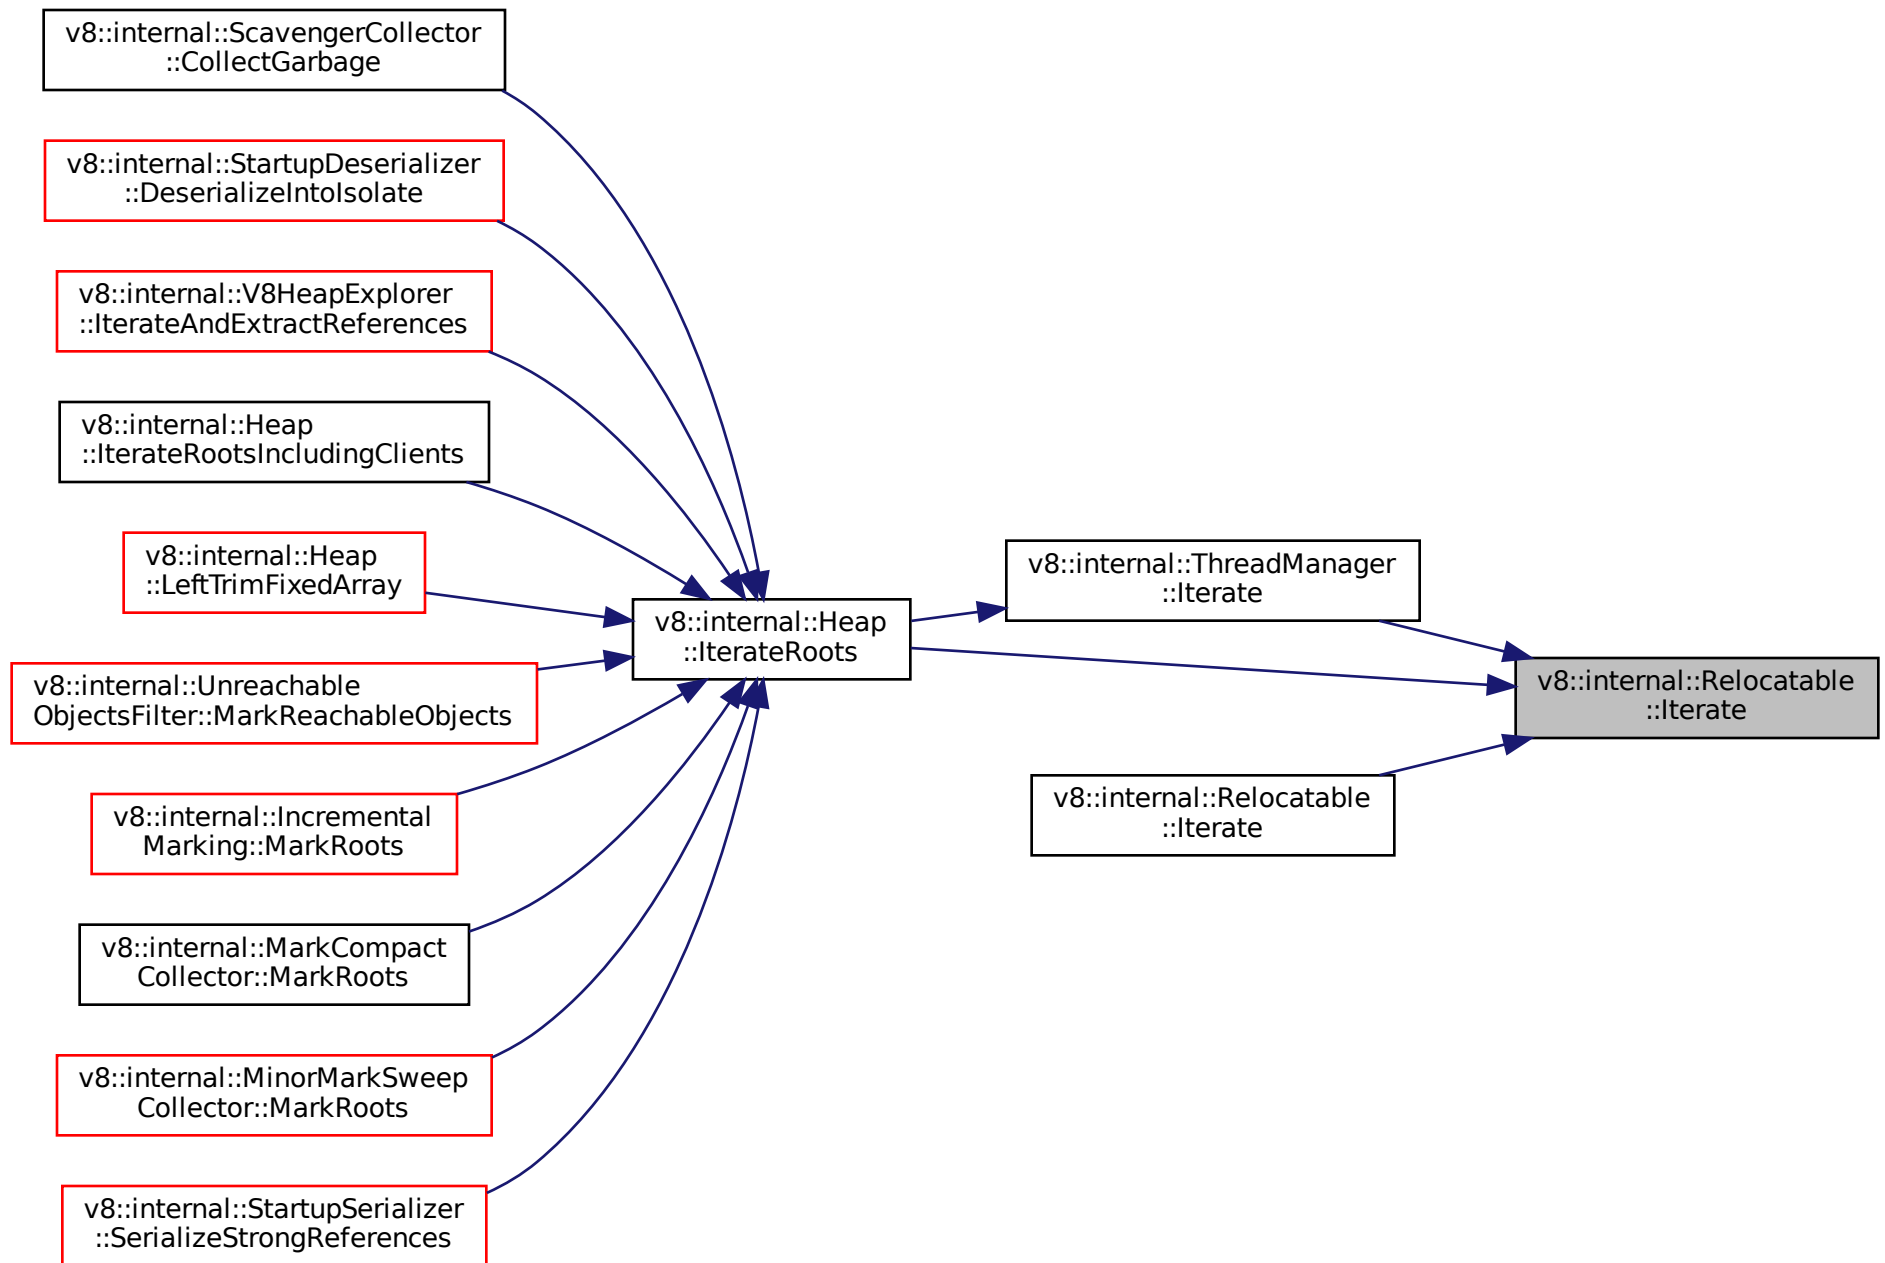 v8::internal::ScavengerCollector
::CollectGarbage
v8::internal::StartupDeserializer
::DeserializeIntoIsolate
v8::internal::V8HeapExplorer
::IterateAndExtractReferences
v8::internal::Heap
::IterateRootsIncludingClients
v8::internal::Heap
::LeftTrimFixedArray
v8::internal::Unreachable
ObjectsFilter::MarkReachableObjects
v8::internal::Incremental
Marking::MarkRoots
v8::internal::MarkCompact
Collector::MarkRoots
v8::internal::MinorMarkSweep
Collector::MarkRoots
v8::internal::StartupSerializer
::SerializeStrongReferences
v8::internal::Heap
::IterateRoots
v8::internal::ThreadManager
::Iterate
v8::internal::Relocatable
::Iterate
v8::internal::Relocatable
::Iterate